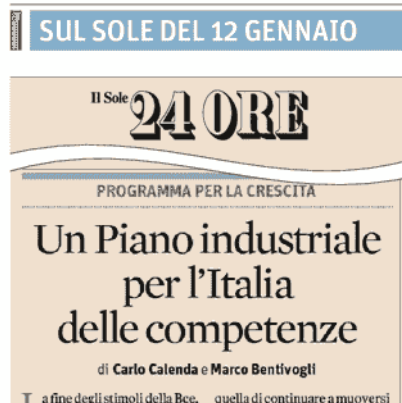 SUL SOLE DEL 12 GENNAIO
Il Sole 24 ORE
PROGRAMMA PER LA CRESCITA
Un Piano industriale
per l'Italia
delle competenze
di Carlo Calenda e Marco Bentivogli
La fine degli stimoli della Bce, quella di continuare a muoversi